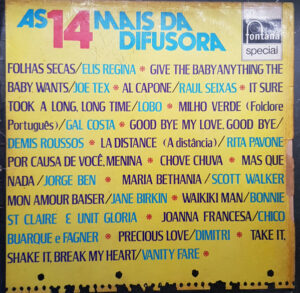 AS 14 MAIS DA
DIFUSORA
fontana
special
FOLHAS SECAS/ELIS REGINA * GIVE THE BABY ANYTHING THE
BABY WANTS/JOE TEX * AL CAPONE/RAUL SEIXAS * IT SURE
TOOK A LONG, LONG TIME/LOBO * MILHO VERDE (Folclore
Português)/GAL COSTA * GOOD BYE MY LOVE, GOOD BYE/
DEMIS ROUSSOS * LA DISTANCE (A distância)/RITA PAVONE
POR CAUSA DE VOCÊ, MENINA * CHOVE CHUVA * MAS QUE
NADA/JORGE BEN * MARIA BETHANIA/SCOTT WALKER
MON AMOUR BAISER/JANE BIRKIN * WAIKIKI MAN/BONNIE
ST CLAIRE E UNIT GLORIA * JOANNA FRANCESA/CHICO
BUARQUE e FAGNER * PRECIOUS LOVE/DIMITRI * TAKE IT,
SHAKE IT, BREAK MY HEART/VANITY FARE *